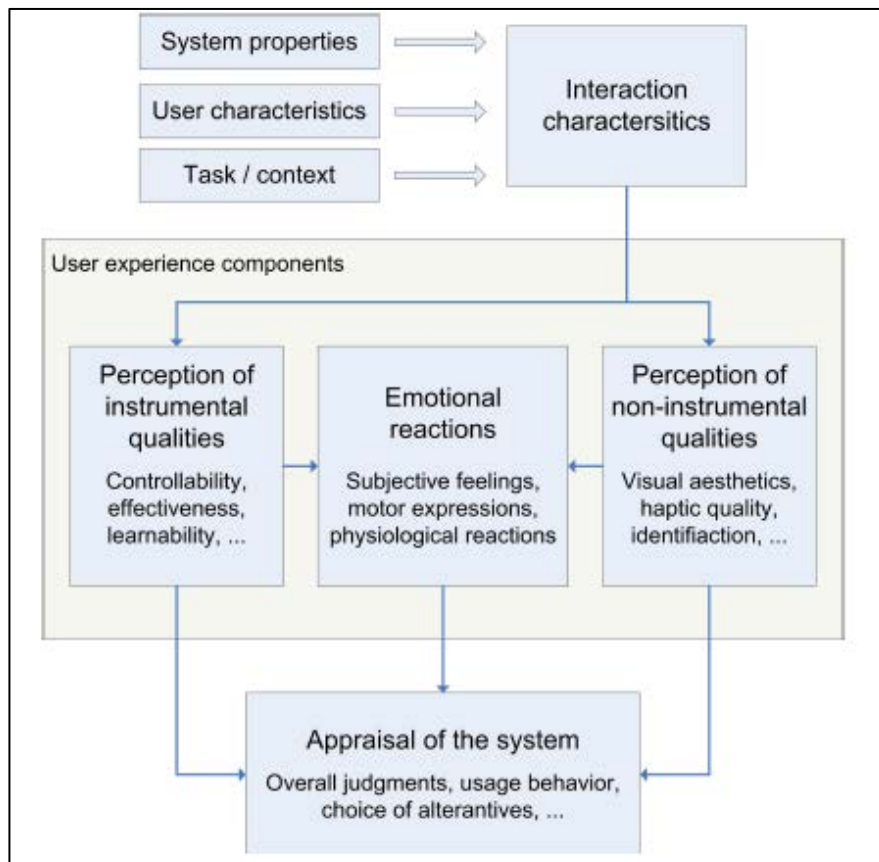 System properties
User characteristics
Task / context
Interaction
charactersitics
User experience components
Perception of
instrumental
qualities
Controllability,
effectiveness,
learnability, ...
Emotional
reactions
Subjective feelings,
motor expressions,
physiological reactions
Perception of
non-instrumental
qualities
Visual aesthetics,
haptic quality,
identifiaction, ...
Appraisal of the system
Overall judgments, usage behavior,
choice of alterantives, ...